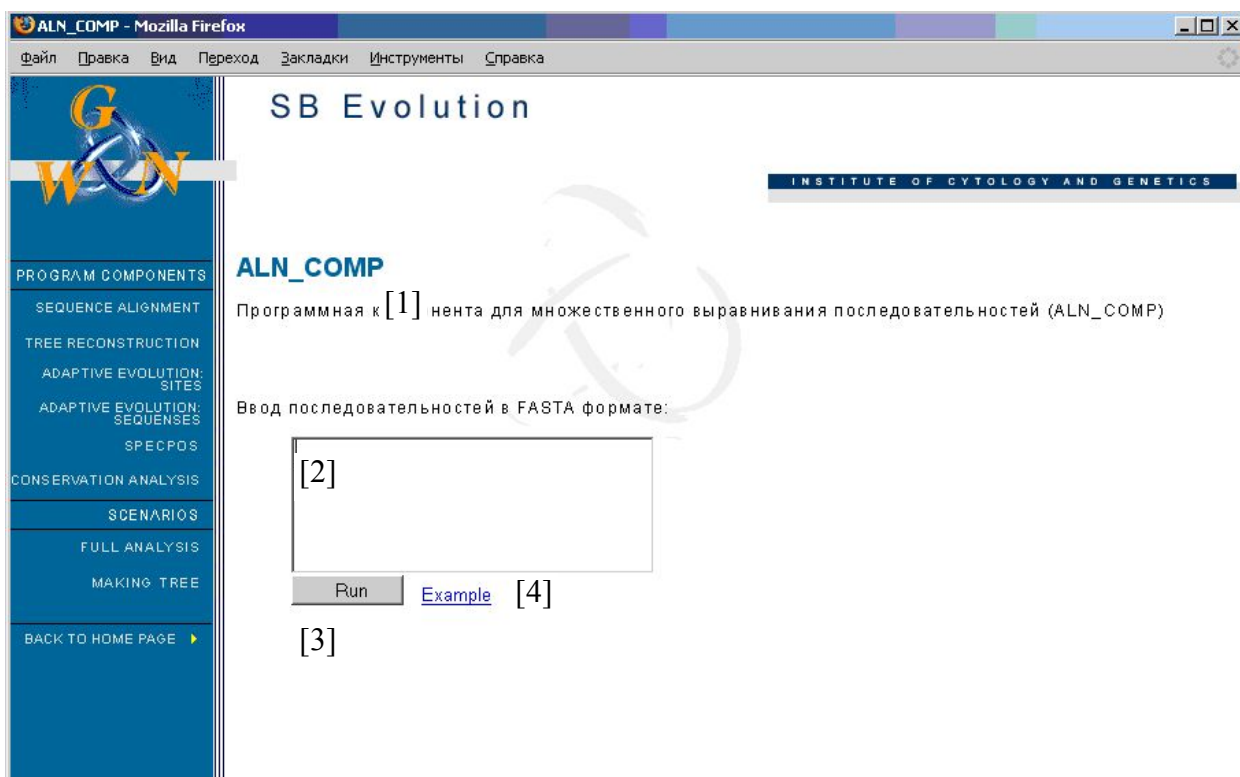 ALN_COMP - Mozilla Firefox
Файл Правка Вид Переход Закладки Инструменты Справка
G
W N
SB Evolution
INSTITUTE OF CYTOLOGY AND GENETICS
PROGRAM COMPONENTS
SEQUENCE ALIGNMENT
TREE RECONSTRUCTION
ADAPTIVE EVOLUTION:
SITES
ADAPTIVE EVOLUTION:
SEQUENSES
SPECPOS
CONSERVATION ANALYSIS
SCENARIOS
FULL ANALYSIS
MAKING TREE
BACK TO HOME PAGE
ALN_COMP
Программная к[1] нента для множественного выравнивания последовательностей (ALN_COMP)
Ввод последовательностей в FASTA формате:
[2]
Run Example [4]
[3]